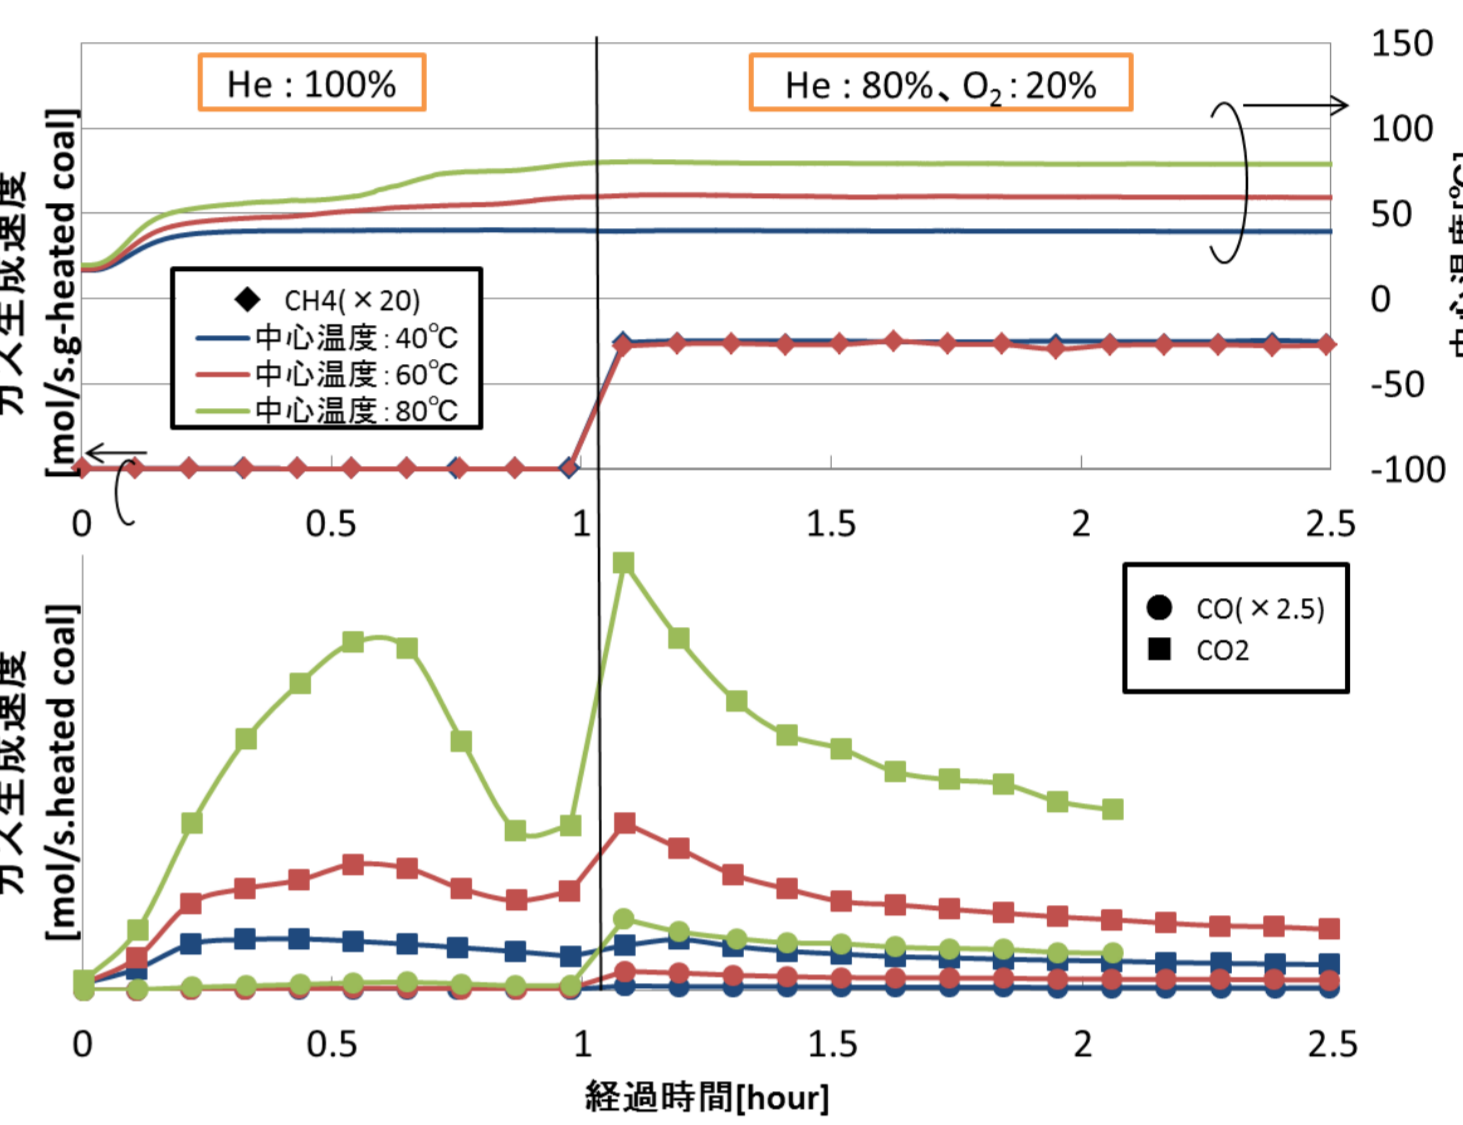 He : 100%
He : 80%、O2 : 20%
150
100
50
0
-50
-100
[mol/s.g-heated coal]
CH4(×20)
中心温度:40℃
中心温度:60℃
中心温度:80℃
0 0.5 1 1.5 2 2.5
[mol/s.heated coal]
CO(×2.5)
CO2
0 0.5 1 1.5 2 2.5
経過時間[hour]